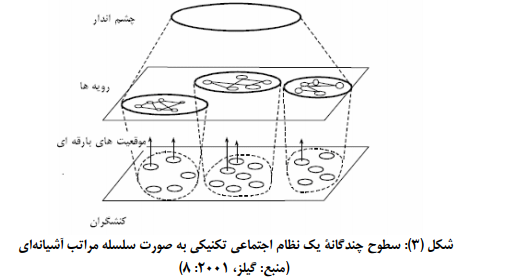 چشم انداز
رویه ها
موقعیت های بارقه ای
کنشگران
شکل (۳): سطوح چندگانهٔ یک نظام اجتماعی تکنیکی به صورت سلسله مراتب آشیانه‌ای
(منبع: گیلز، ۲۰۰۱: ۸)